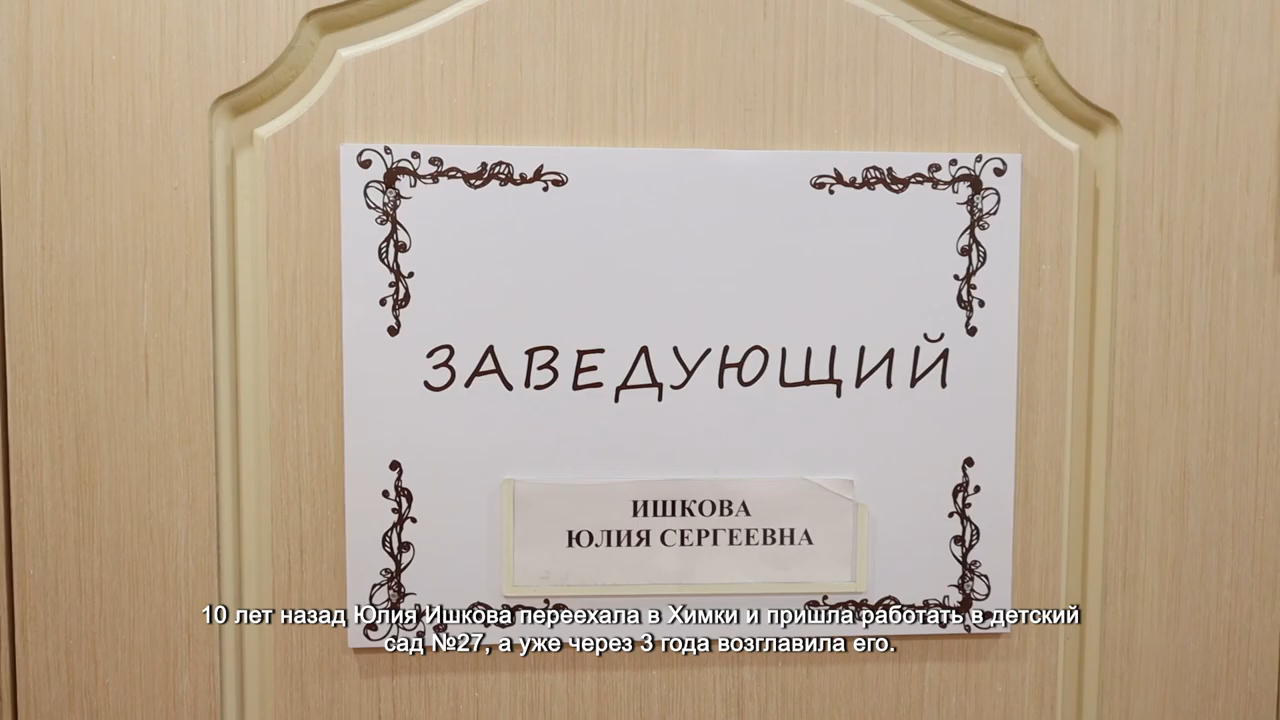 ЗАВЕДУЮЩИЙ
ИШКОВА
ЮЛИЯ СЕРГЕЕВНА
10 лет назад Юлия Ишкова переехала в Химки и пришла работать в детский
сад №27, а уже через 3 года возглавила его.